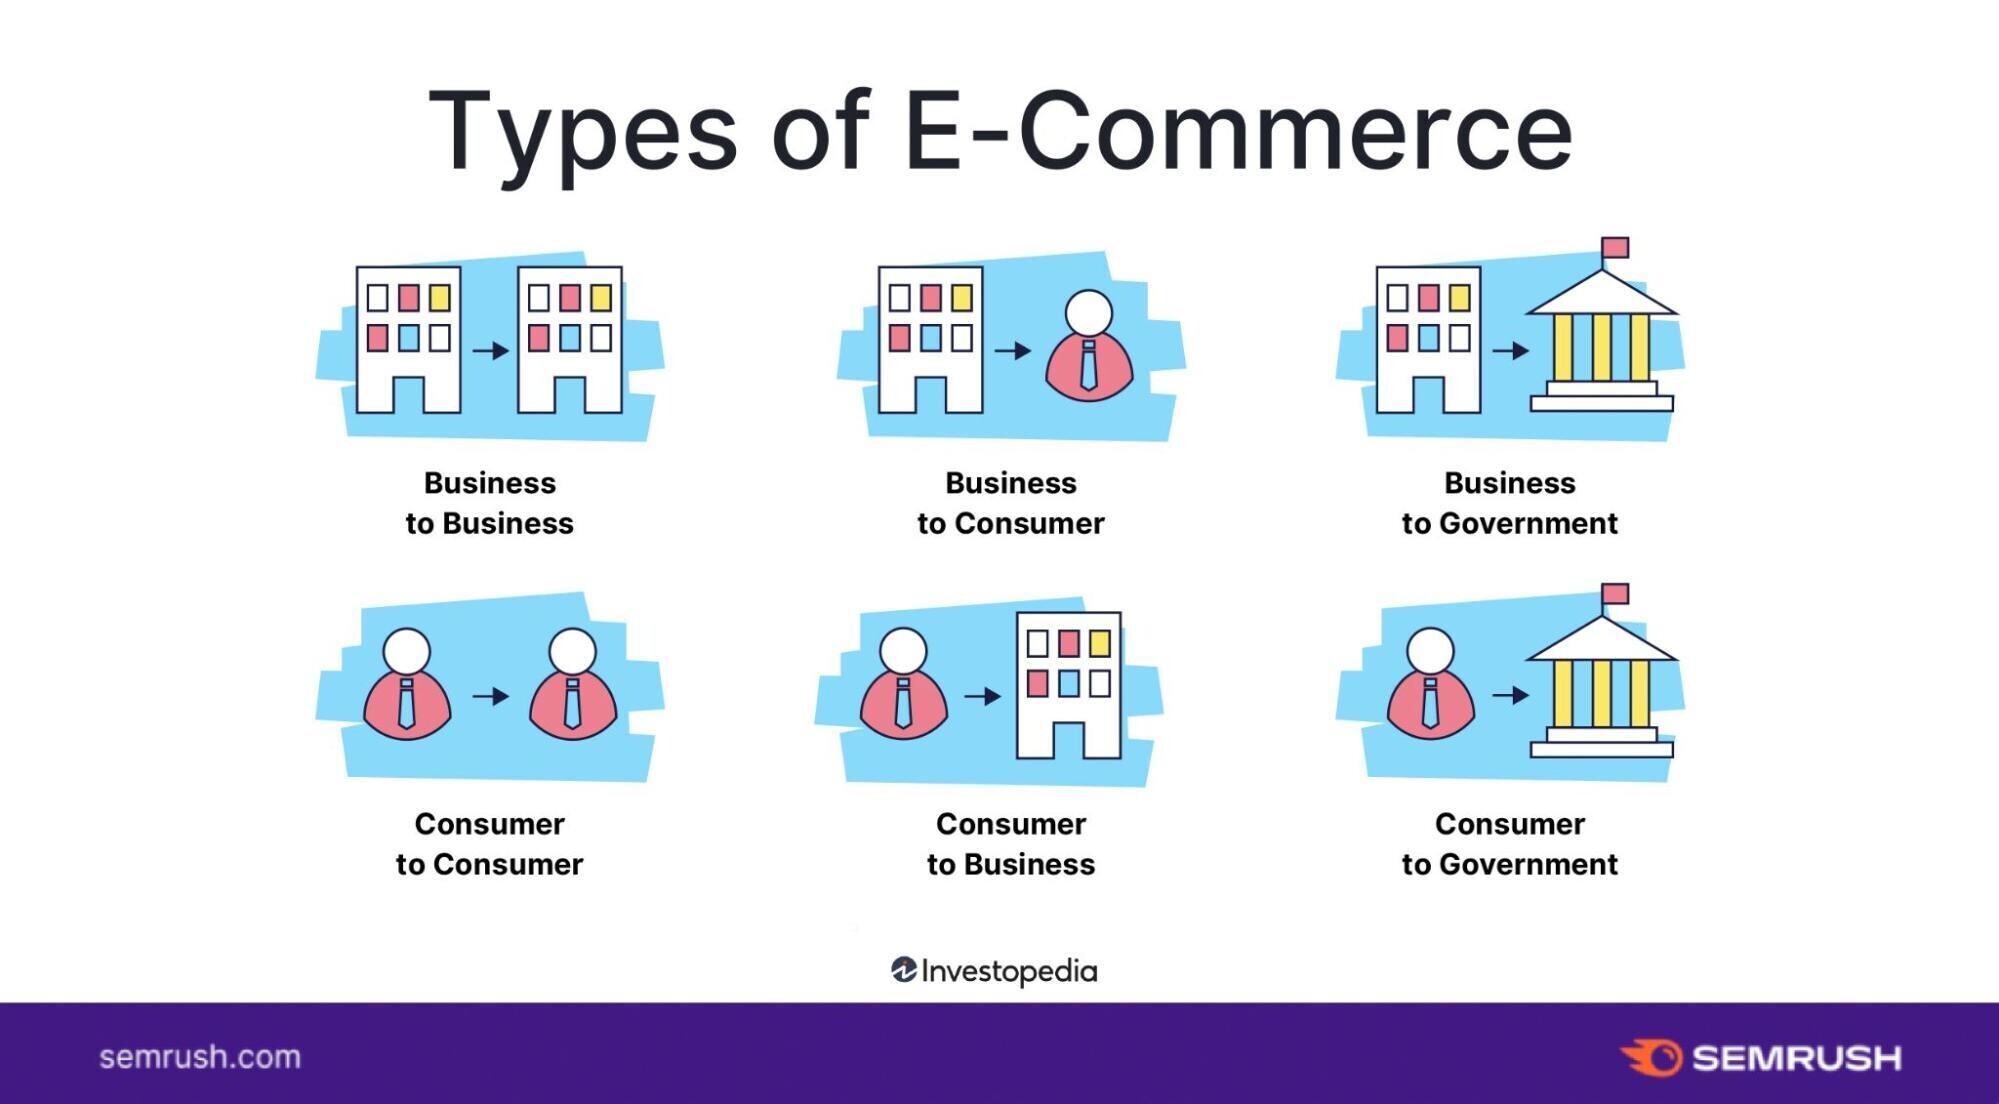 Types of E-Commerce
Business
to Business
Business
to Consumer
Business
to Government
Consumer
to Consumer
Consumer
to Business
Consumer
to Government
Investopedia
semrush.com
SEMRUSH